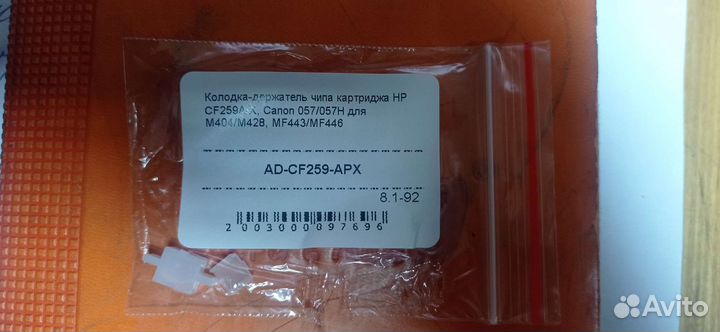 Колодка-держатель чипа картриджа HP
CF259A/X, Canon 057/057H для
M404/M428, MF443/MF446
AD-CF259-APX
8.1-92
2003000097696
Avito